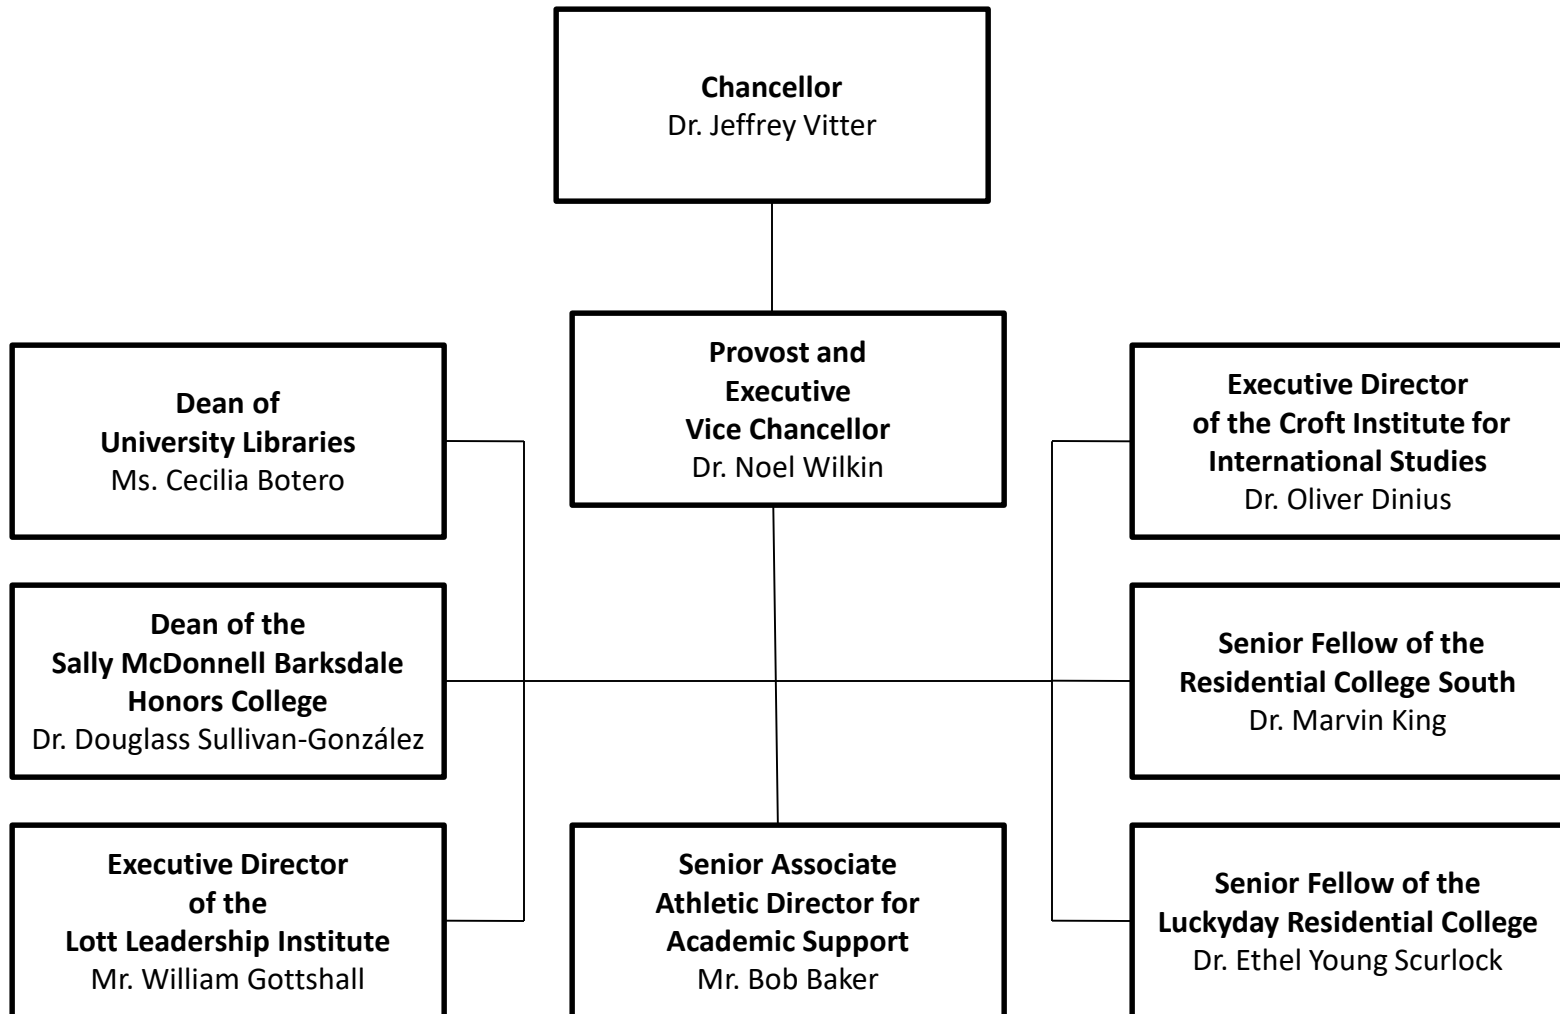 Chancellor
Dr. Jeffrey Vitter
Provost and
Executive
Vice Chancellor
Dr. Noel Wilkin
Dean of
University Libraries
Ms. Cecilia Botero
Executive Director
of the Croft Institute for
International Studies
Dr. Oliver Dinius
Dean of the
Sally McDonnell Barksdale
Honors College
Dr. Douglass Sullivan-González
Senior Fellow of the
Residential College South
Dr. Marvin King
Executive Director
of the
Lott Leadership Institute
Mr. William Gottshall
Senior Associate
Athletic Director for
Academic Support
Mr. Bob Baker
Senior Fellow of the
Luckyday Residential College
Dr. Ethel Young Scurlock